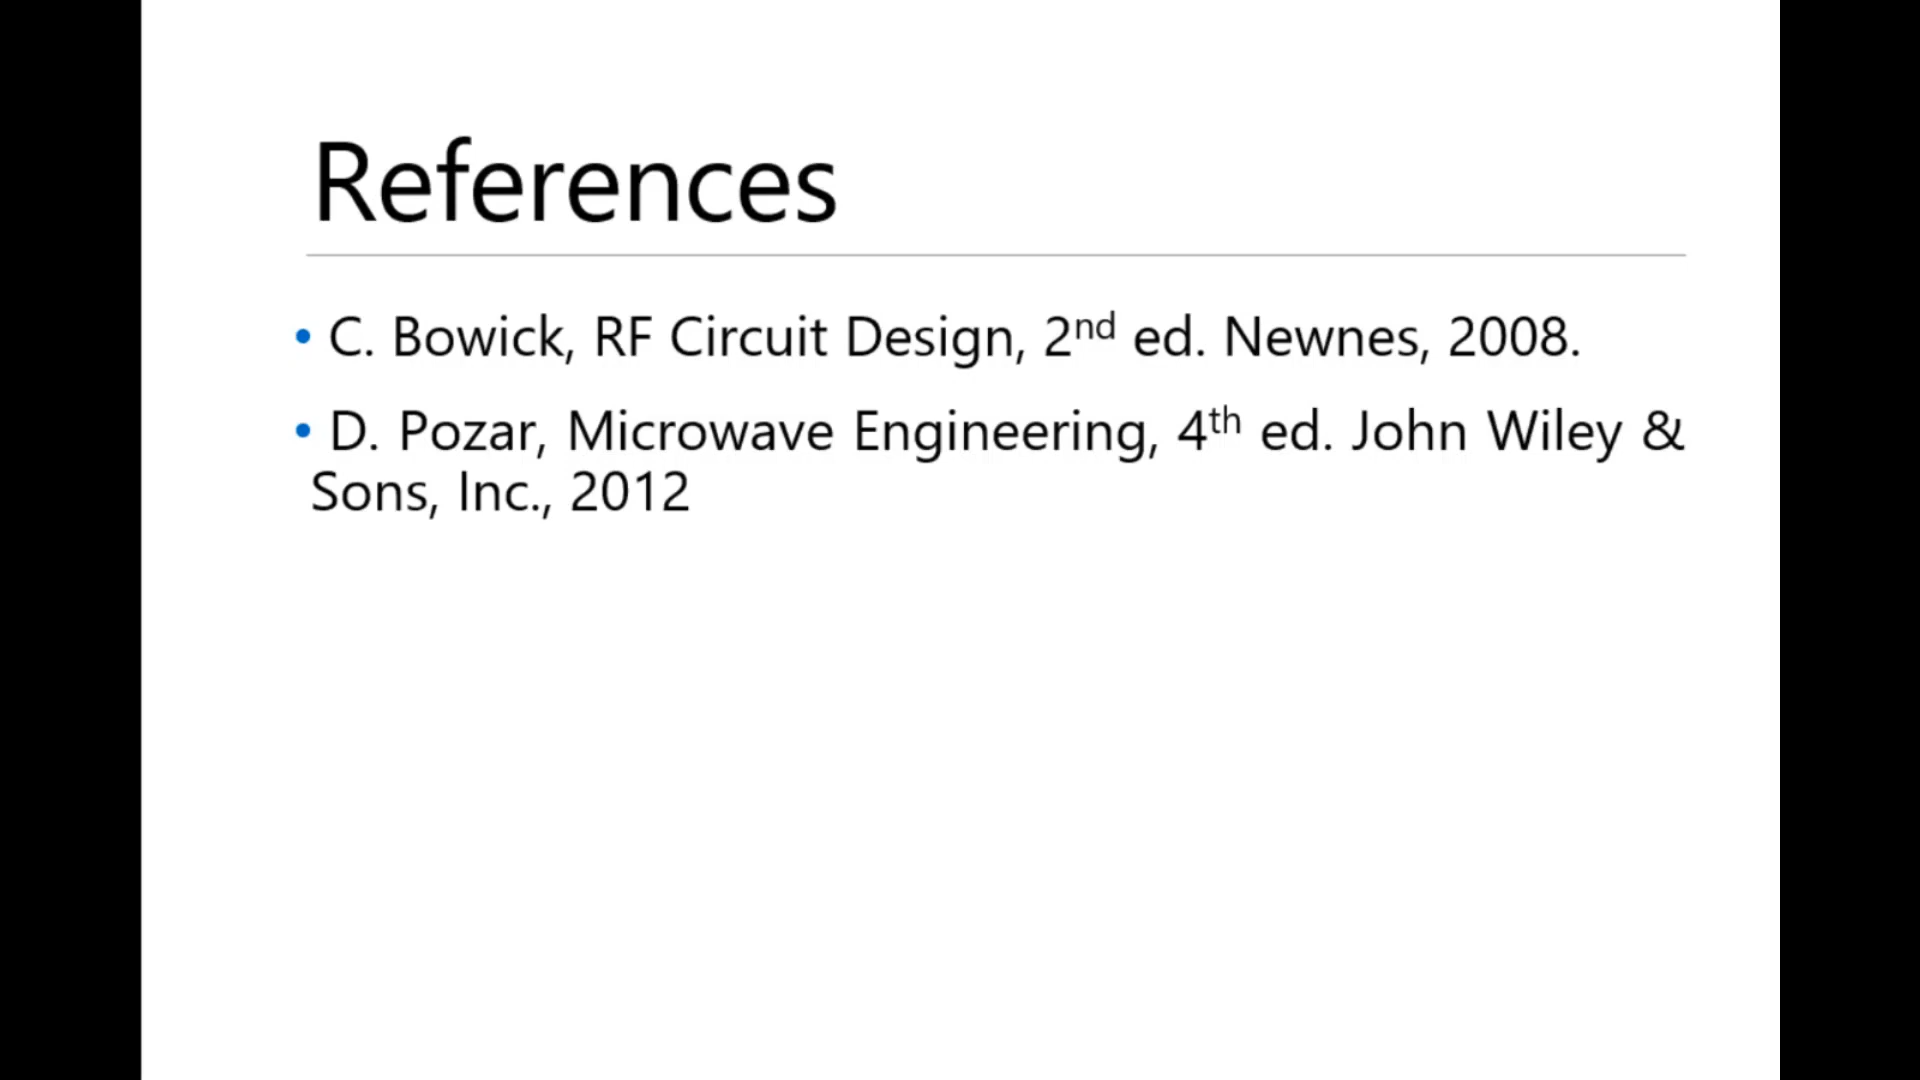 References
• C. Bowick, RF Circuit Design, 2nd ed. Newnes, 2008.
• D. Pozar, Microwave Engineering, 4th ed. John Wiley &
Sons, Inc., 2012